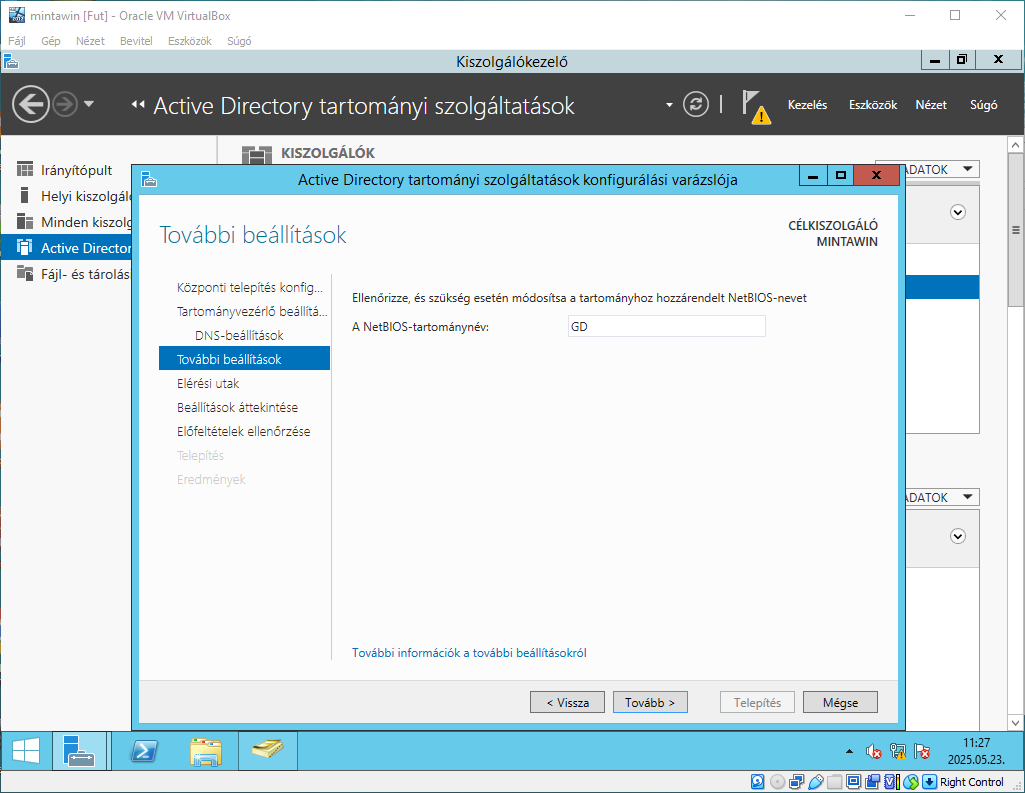 mintawin [Fut] - Oracle VM VirtualBox
Fájl Gép Nézet Bevitel Eszközök Súgó
Kiszolgálókezelő
Active Directory tartományi szolgáltatások
Kezelés Eszközök Nézet Súgó
Irányítópult
Helyi kiszolgáló
Minden kiszolg
Active Director
Fájl- és tárolás
KISZOLGÁLÓK
ADATOK
Active Directory tartományi szolgáltatások konfigurálási varázslója
További beállítások
CÉLKISZOLGÁLÓ
MINTAWIN
Központi telepítés konfig...
Tartományvezérlő beállítá...
DNS-beállítások
További beállítások
Elérési utak
Beállítások áttekintése
Előfeltételek ellenőrzése
Telepítés
Eredmények
Ellenőrizze, és szükség esetén módosítsa a tartományhoz hozzárendelt NetBIOS-nevet
A NetBIOS-tartománynév: GD
További információk a további beállításokról
ADATOK
< Vissza Tovább > Telepítés Mégse
11:27
2025.05.23.
Right Control